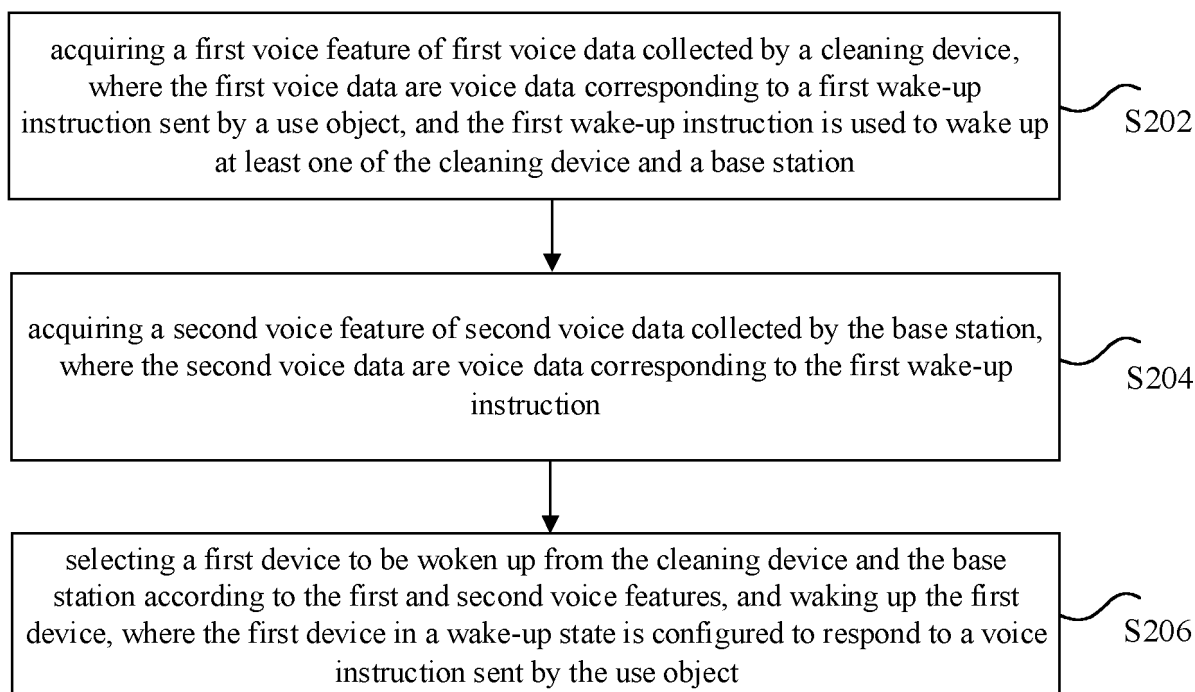 acquiring a first voice feature of first voice data collected by a cleaning device,
where the first voice data are voice data corresponding to a first wake-up
instruction sent by a use object, and the first wake-up instruction is used to wake up
at least one of the cleaning device and a base station
S202
acquiring a second voice feature of second voice data collected by the base station,
where the second voice data are voice data corresponding to the first wake-up
instruction
S204
selecting a first device to be woken up from the cleaning device and the base
station according to the first and second voice features, and waking up the first
device, where the first device in a wake-up state is configured to respond to a voice
instruction sent by the use object
S206